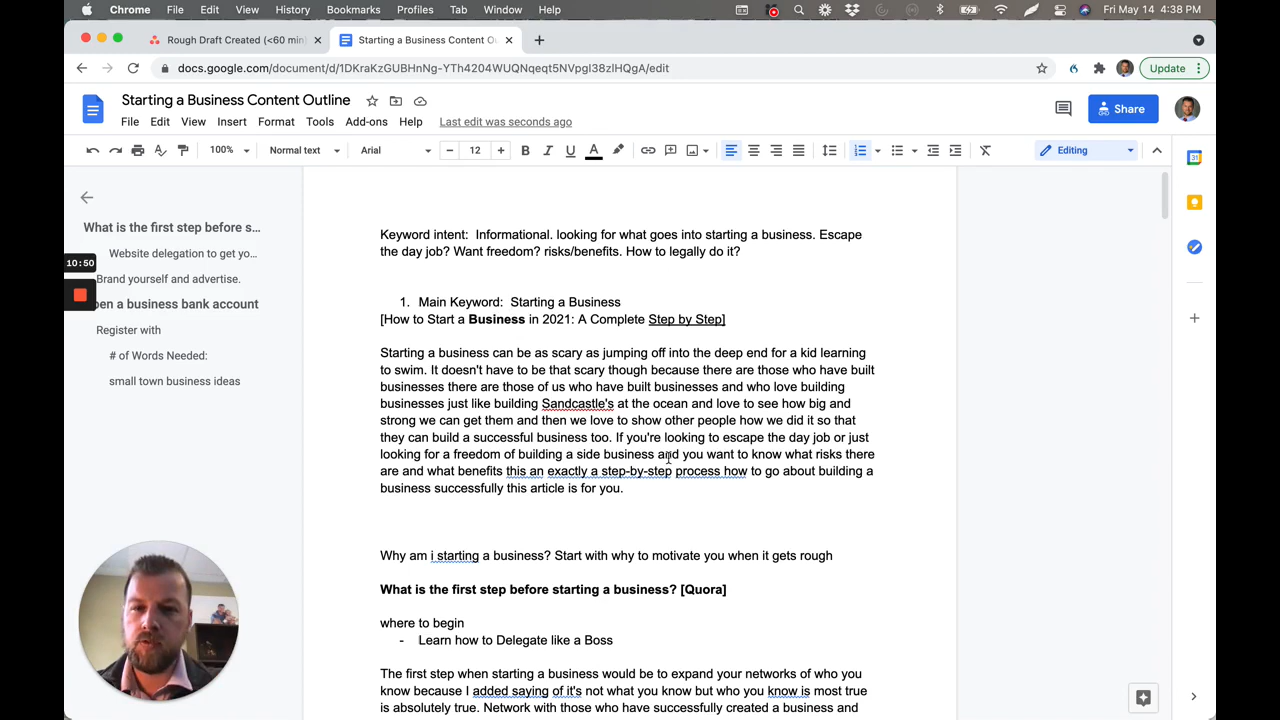 Chrome File Edit View History Bookmarks Profiles Tab Window Help Fri May 14 4:38 PM
Rough Draft Created (<60 min
Starting a Business Content Ou
docs.google.com/document/d/1DKraKzGUBHnNg-YTh4204WUQNqeqt5NVpgI38zlHQgA/edit
Update
Starting a Business Content Outline
File Edit View Insert Format Tools Add-ons Help Last edit was seconds ago
Share
100% Normal text Arial 12
Editing
What is the first step before s...
Website delegation to get yo...
10:50
Brand yourself and advertise.
pen a business bank account
Register with
# of Words Needed:
small town business ideas
Keyword intent: Informational. looking for what goes into starting a business. Escape
the day job? Want freedom? risks/benefits. How to legally do it?
1. Main Keyword: Starting a Business
[How to Start a Business in 2021: A Complete Step by Step]
Starting a business can be as scary as jumping off into the deep end for a kid learning
to swim. It doesn't have to be that scary though because there are those who have built
businesses there are those of us who have built businesses and who love building
businesses just like building Sandcastle's at the ocean and love to see how big and
strong we can get them and then we love to show other people how we did it so that
they can build a successful business too. If you're looking to escape the day job or just
looking for a freedom of building a side business and you want to know what risks there
are and what benefits this an exactly a step-by-step process how to go about building a
business successfully this article is for you.
Why am i starting a business? Start with why to motivate you when it gets rough
What is the first step before starting a business? [Quora]
where to begin
- Learn how to Delegate like a Boss
The first step when starting a business would be to expand your networks of who you
know because I added saying of it's not what you know but who you know is most true
is absolutely true. Network with those who have successfully created a business and